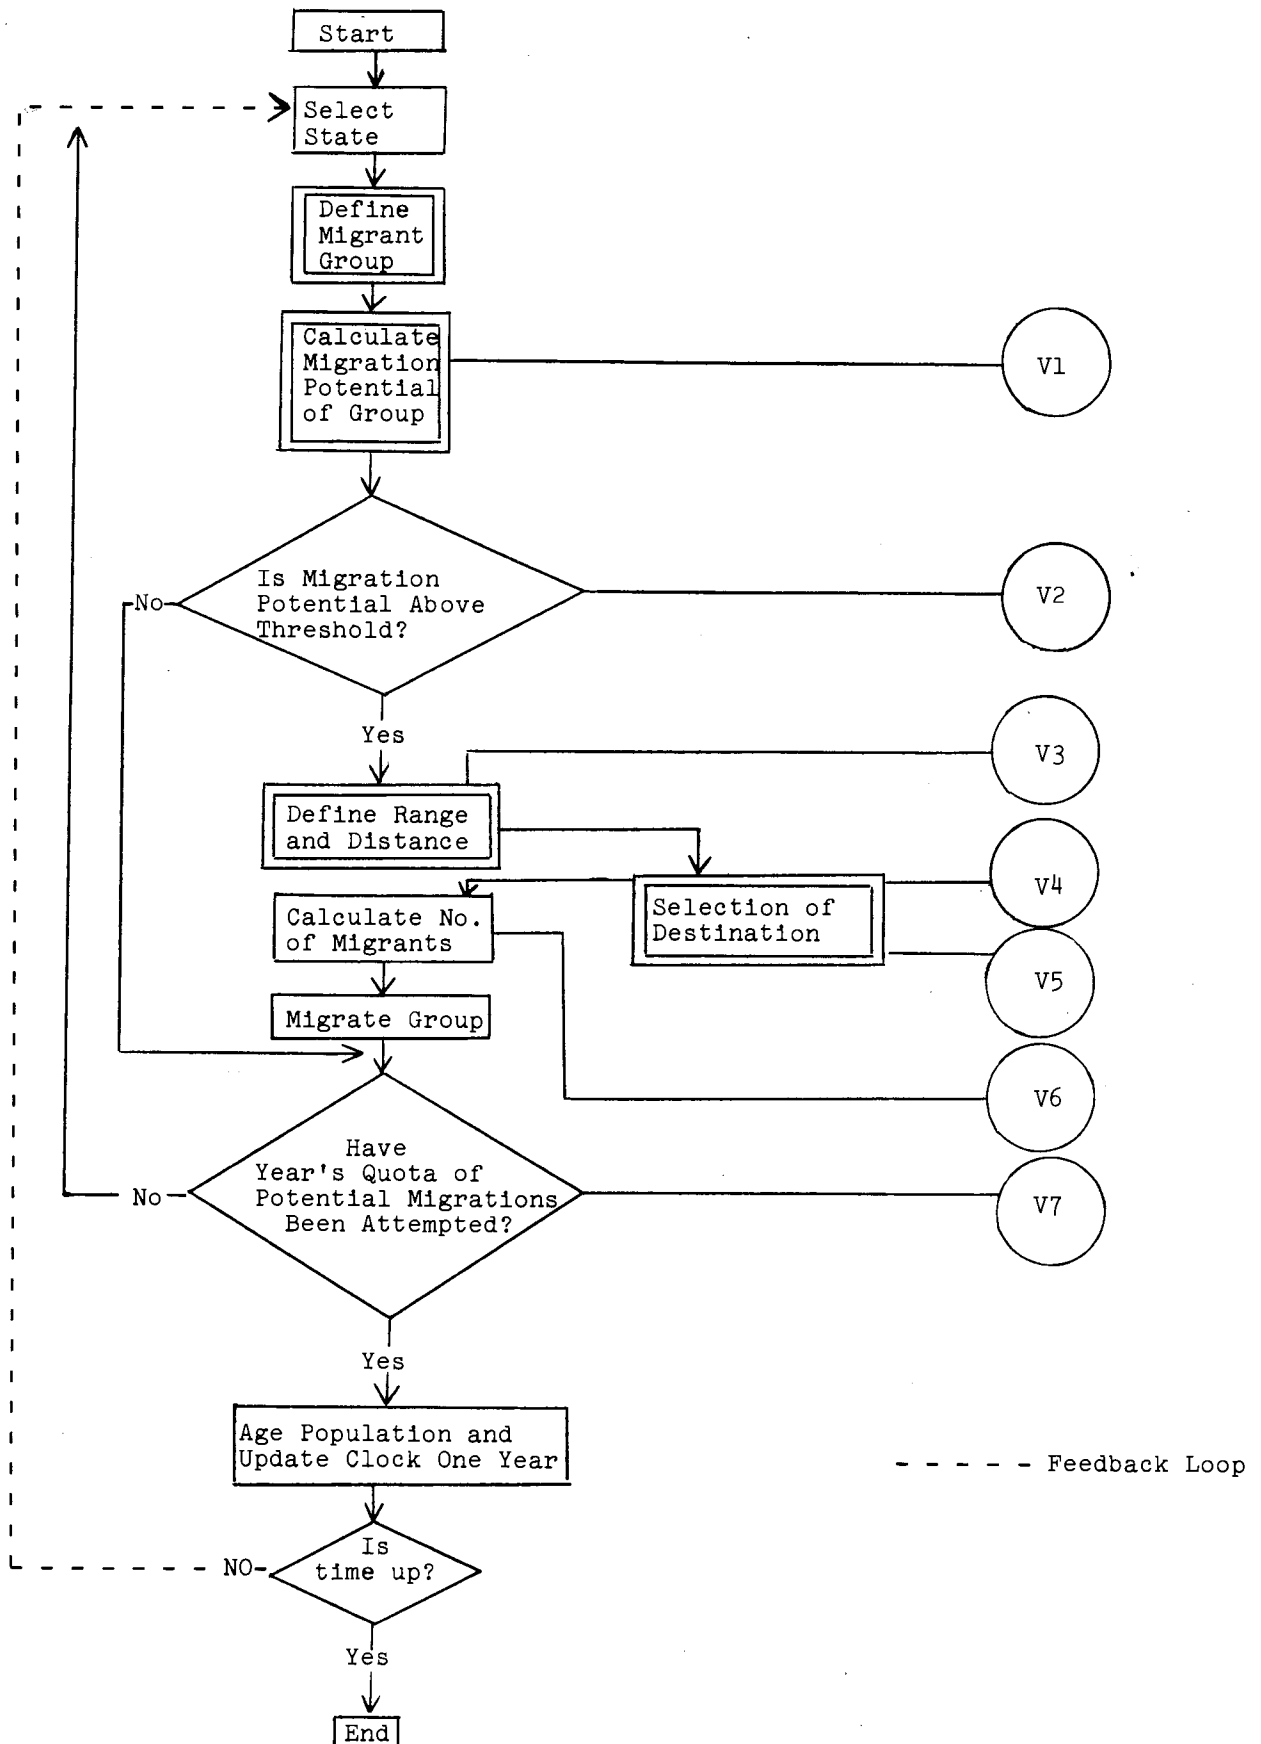 Start
Select
State
Define
Migrant
Group
Calculate
Migration
Potential
of Group
V1
Is Migration
Potential Above
Threshold?
No
V2
Yes
V3
Define Range
and Distance
V4
Selection of
Destination
Calculate No.
of Migrants
V5
Migrate Group
V6
Have
Year's Quota of
Potential Migrations
Been Attempted?
No
V7
Yes
Age Population and
Update Clock One Year
- - - - - Feedback Loop
Is
time up?
NO
Yes
End